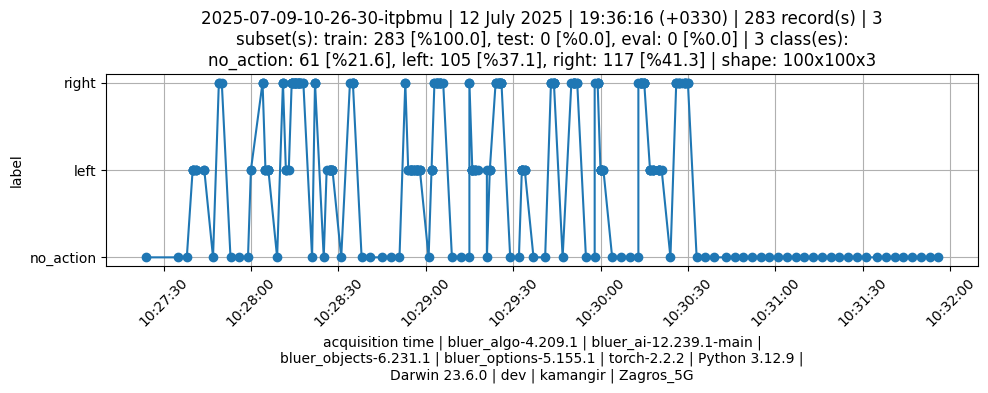 2025-07-09-10-26-30-itpbmu | 12 July 2025 | 19:36:16 (+0330) | 283 record(s) | 3
subset(s): train: 283 [%100.0], test: 0 [%0.0], eval: 0 [%0.0] | 3 class(es):
no_action: 61 [%21.6], left: 105 [%37.1], right: 117 [%41.3] | shape: 100x100x3
right
left
no_action
label
10:27:30
10:28:00
10:28:30
10:29:00
10:29:30
10:30:00
10:30:30
10:31:00
10:31:30
10:32:00
acquisition time | bluer_algo-4.209.1 | bluer_ai-12.239.1-main |
bluer_objects-6.231.1 | bluer_options-5.155.1 | torch-2.2.2 | Python 3.12.9 |
Darwin 23.6.0 | dev | kamangir | Zagros_5G